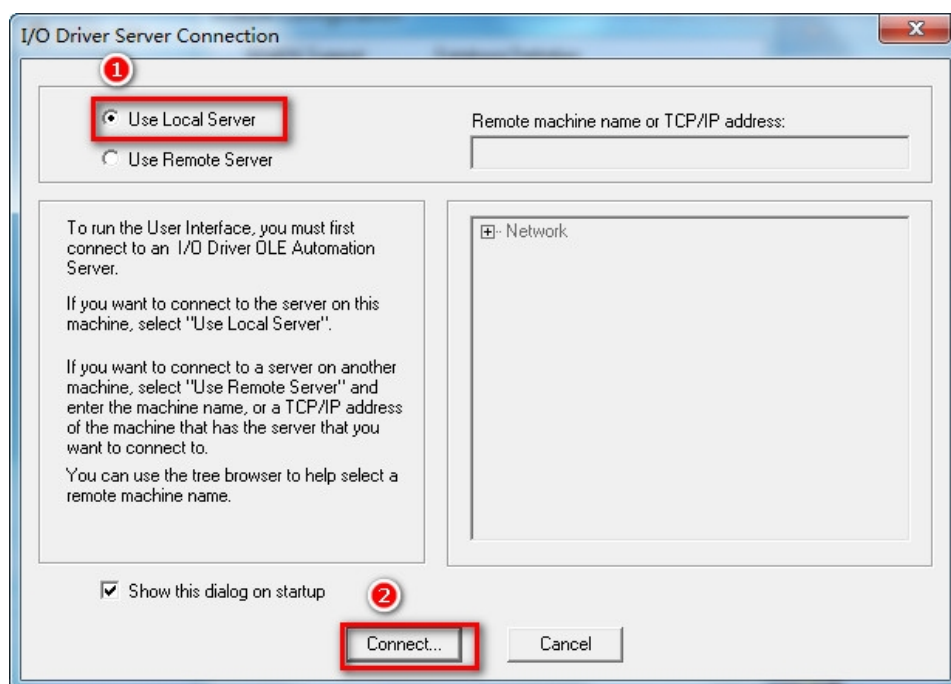 I/O Driver Server Connection
1
Use Local Server
Remote machine name or TCP/IP address:
Use Remote Server
To run the User Interface, you must first
connect to an I/O Driver OLE Automation
Server.
Network
If you want to connect to the server on this
machine, select "Use Local Server".
If you want to connect to a server on another
machine, select "Use Remote Server" and
enter the machine name, or a TCP/IP address
of the machine that has the server that you
want to connect to.
You can use the tree browser to help select a
remote machine name.
Show this dialog on startup
2
Connect...
Cancel